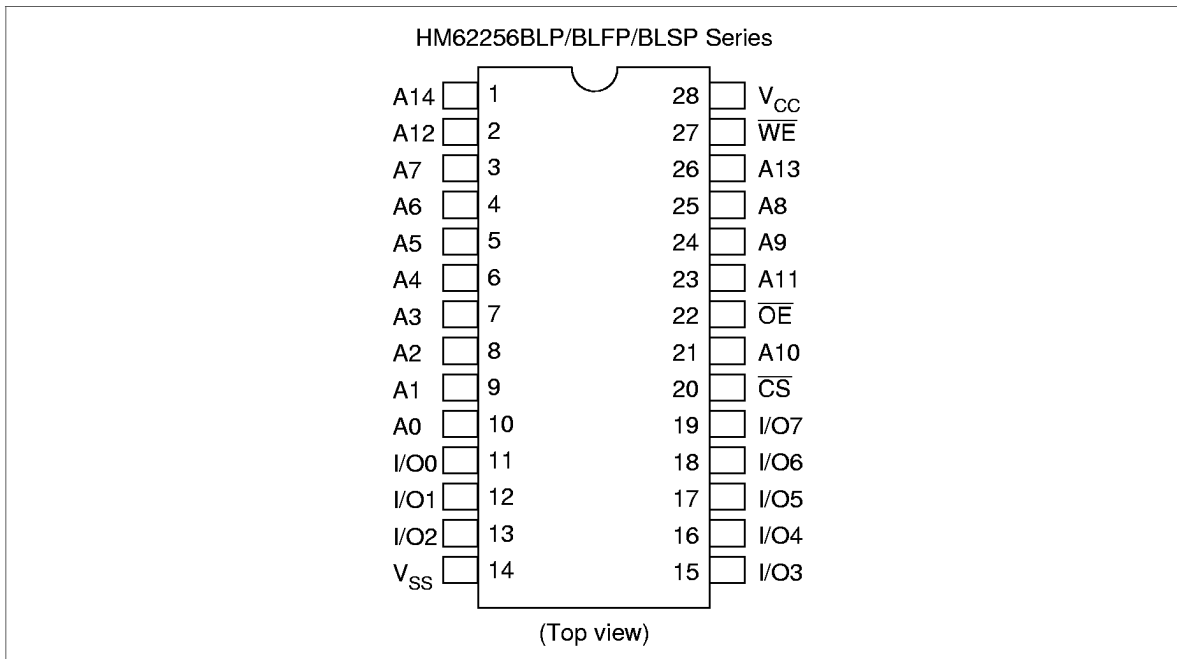 HM62256BLP/BLFP/BLSP Series
A14 1 28 VCC
A12 2 27 WE
A7 3 26 A13
A6 4 25 A8
A5 5 24 A9
A4 6 23 A11
A3 7 22 OE
A2 8 21 A10
A1 9 20 CS
A0 10 19 I/O7
I/O0 11 18 I/O6
I/O1 12 17 I/O5
I/O2 13 16 I/O4
VSS 14 15 I/O3
(Top view)